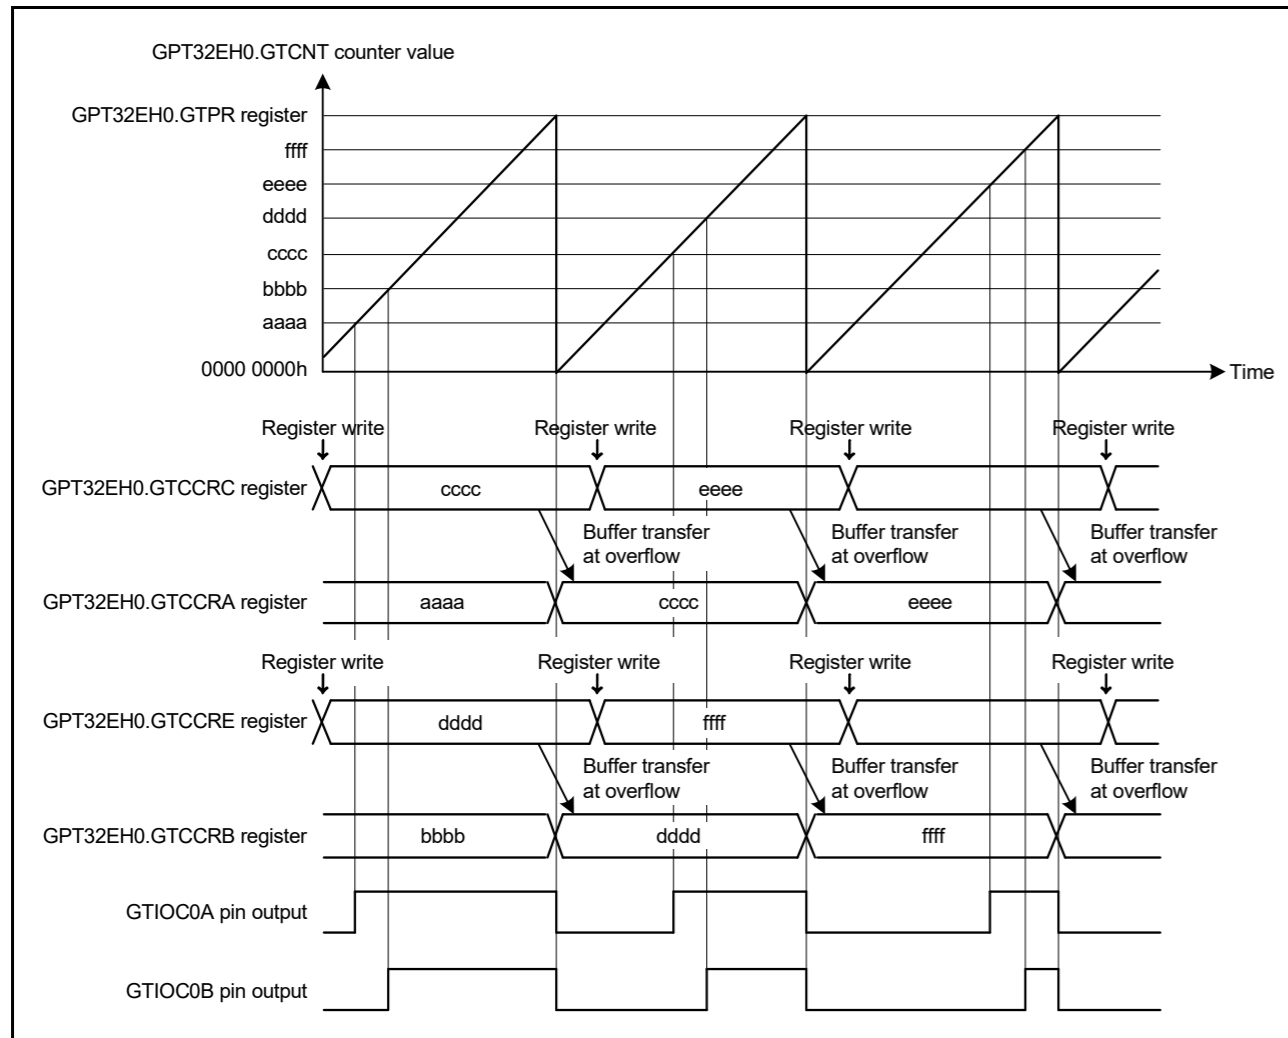 GPT32EH0.GTCNT counter value
GPT32EH0.GTPR register
ffff
eeee
dddd
cccc
bbbb
aaaa
0000 0000h
Time
Register write
Register write
Register write
Register write
GPT32EH0.GTCCRC register
cccc
eeee
Buffer transfer
at overflow
Buffer transfer
at overflow
Buffer transfer
at overflow
GPT32EH0.GTCCRA register
aaaa
cccc
eeee
Register write
Register write
Register write
Register write
GPT32EH0.GTCCRE register
dddd
ffff
Buffer transfer
at overflow
Buffer transfer
at overflow
Buffer transfer
at overflow
GPT32EH0.GTCCRB register
bbbb
dddd
ffff
GTIOC0A pin output
GTIOC0B pin output